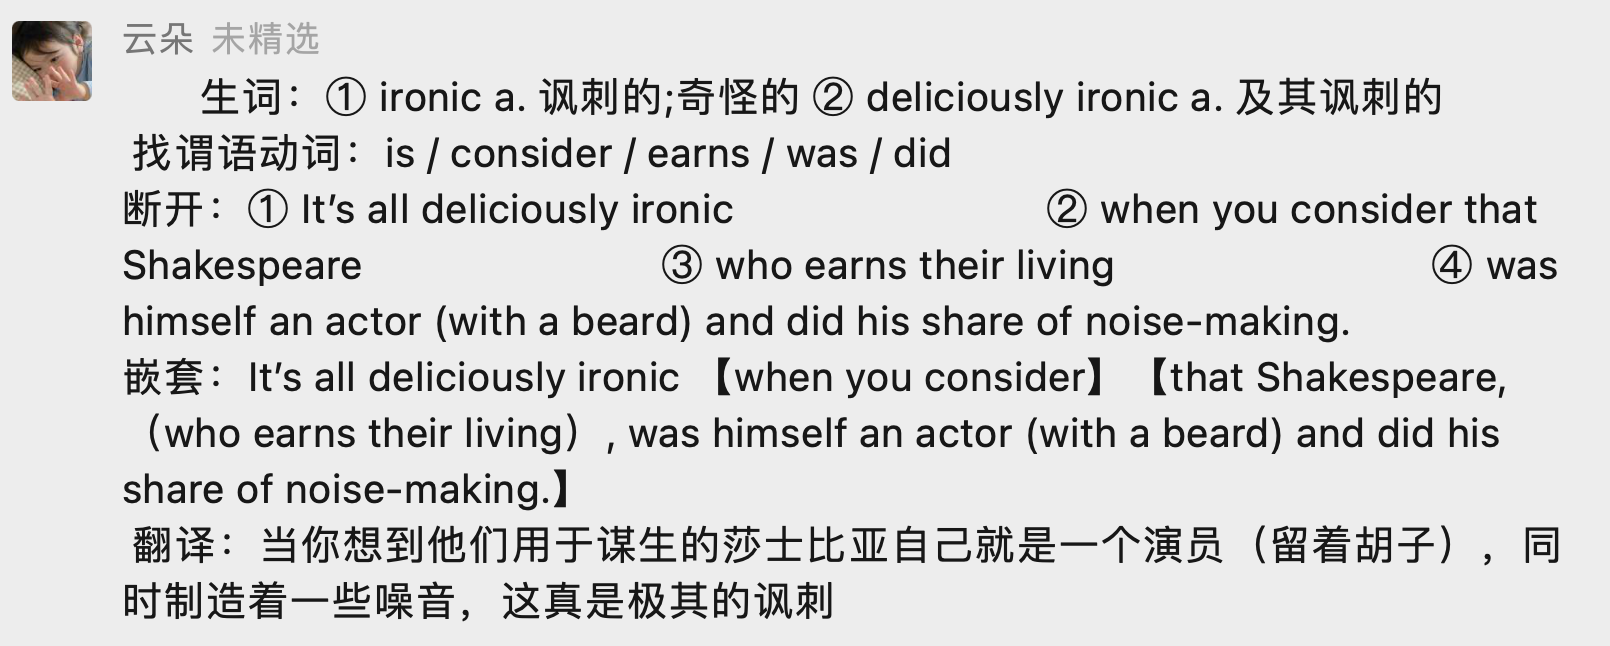 云朵 未精选
生词：① ironic a. 讽刺的;奇怪的 ② deliciously ironic a. 及其讽刺的
找谓语动词：is / consider / earns / was / did
断开：① It’s all deliciously ironic ② when you consider that
Shakespeare ③ who earns their living ④ was
himself an actor (with a beard) and did his share of noise-making.
嵌套：It’s all deliciously ironic 【when you consider】【that Shakespeare,
（who earns their living）, was himself an actor (with a beard) and did his
share of noise-making.】
翻译：当你想到他们用于谋生的莎士比亚自己就是一个演员（留着胡子），同
时制造着一些噪音，这真是极其的讽刺